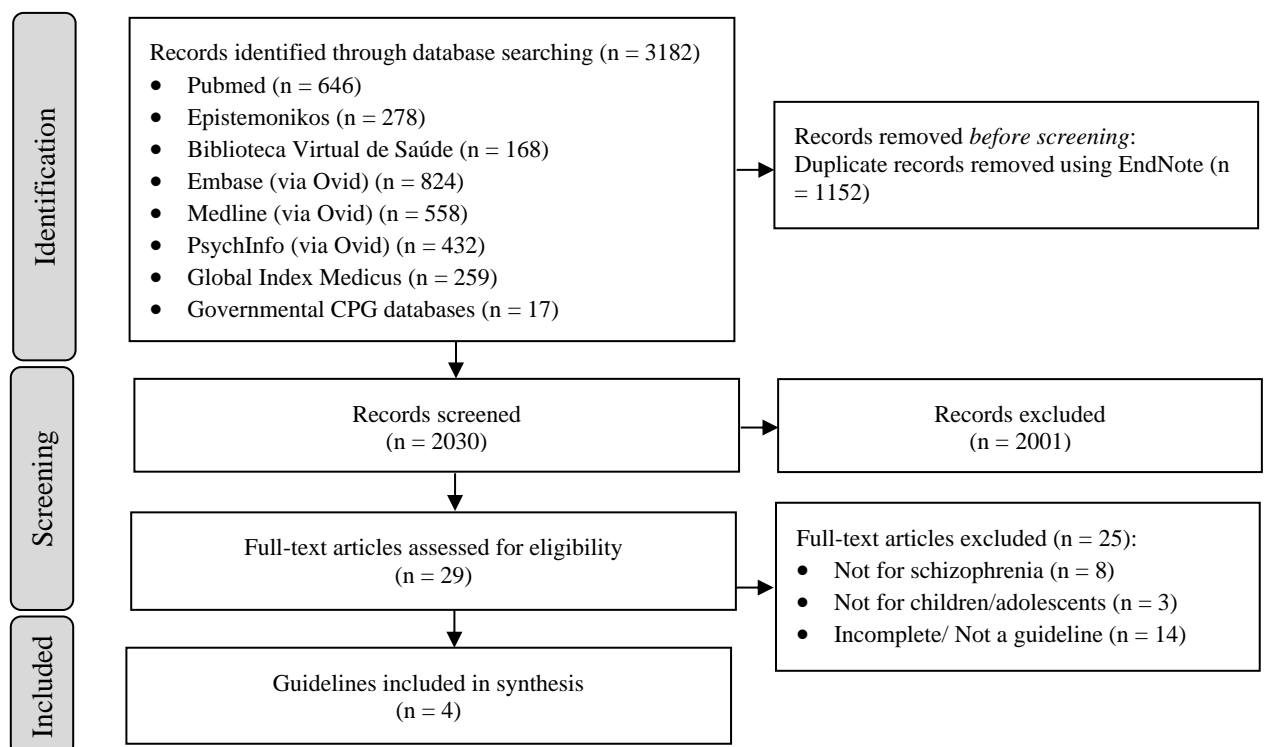 Identification
Records identified through database searching (n = 3182)
• Pubmed (n = 646)
• Epistemonikos (n = 278)
• Biblioteca Virtual de Saúde (n = 168)
• Embase (via Ovid) (n = 824)
• Medline (via Ovid) (n = 558)
• PsychInfo (via Ovid) (n = 432)
• Global Index Medicus (n = 259)
• Governmental CPG databases (n = 17)
Records removed before screening:
Duplicate records removed using EndNote (n
= 1152)
Screening
Records screened
(n = 2030)
Records excluded
(n = 2001)
Full-text articles assessed for eligibility
(n = 29)
Full-text articles excluded (n = 25):
• Not for schizophrenia (n = 8)
• Not for children/adolescents (n = 3)
• Incomplete/ Not a guideline (n = 14)
Included
Guidelines included in synthesis
(n = 4)